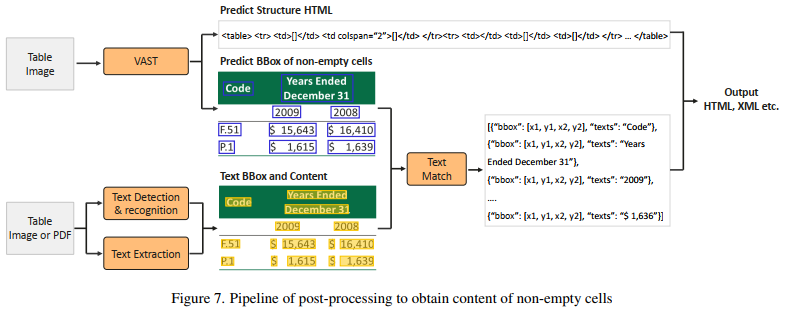 Predict Structure HTML
<table> <tr> <td>[]</td> <td colspan="2">[]</td> </tr><tr> <td></td> <td>[]</td> <td>[]</td> </tr> ... </table>
Table
Image
VAST
Predict BBox of non-empty cells
Code
Years Ended
December 31
2009 2008
F.51 $ 15,643 $ 16,410
P.1 $ 1,615 $ 1,639
Text BBox and Content
Code
Years Ended
December 31
2009 2008
F.51 $ 15,643 $ 16,410
P.1 $ 1,615 $ 1,639
Table
Image or PDF
Text Detection
& recognition
Text Extraction
Text
Match
[{"bbox": [x1, y1, x2, y2], "texts": "Code"},
{"bbox": [x1, y1, x2, y2], "texts": "Years
Ended December 31"},
{"bbox": [x1, y1, x2, y2], "texts": "2009"},
....
{"bbox": [x1, y1, x2, y2], "texts": "$ 1,636"}]
Output
HTML, XML etc.
Figure 7. Pipeline of post-processing to obtain content of non-empty cells